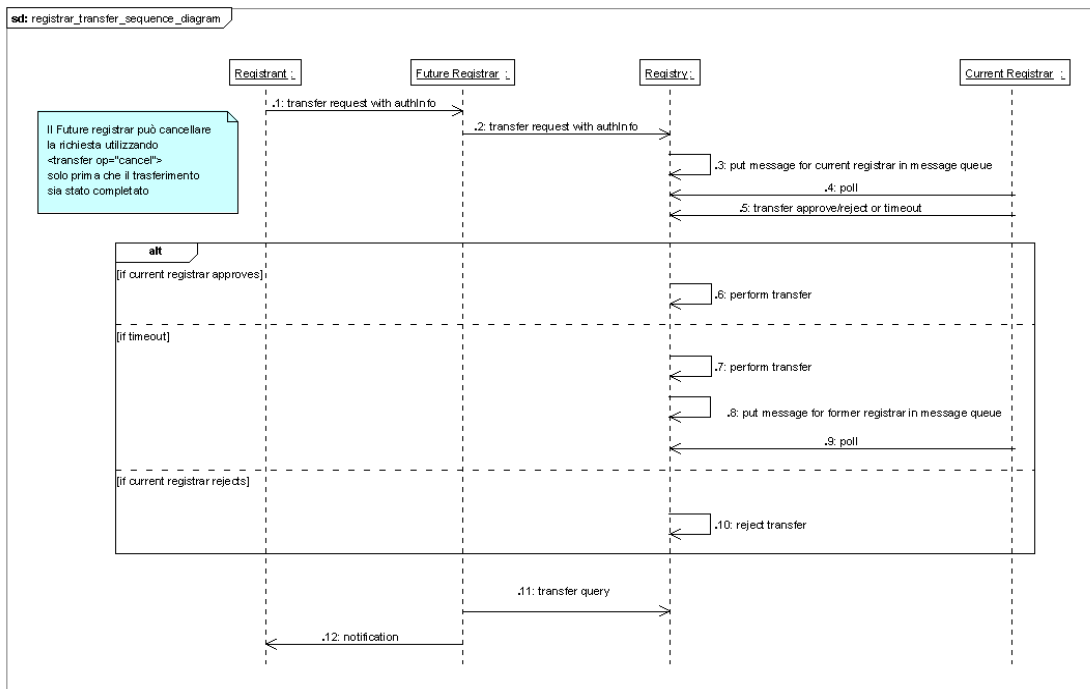 sd: registrar_transfer_sequence_diagram
Registrant :
Future Registrar :
Registry :
Current Registrar :
.1: transfer request with authInfo
Il Future registrar può cancellare
la richiesta utilizzando
<transfer op="cancel">
solo prima che il trasferimento
sia stato completato
.2: transfer request with authInfo
.3: put message for current registrar in message queue
.4: poll
.5: transfer approve/reject or timeout
alt
[if current registrar approves]
.6: perform transfer
[if timeout]
.7: perform transfer
.8: put message for former registrar in message queue
.9: poll
[if current registrar rejects]
.10: reject transfer
.11: transfer query
.12: notification